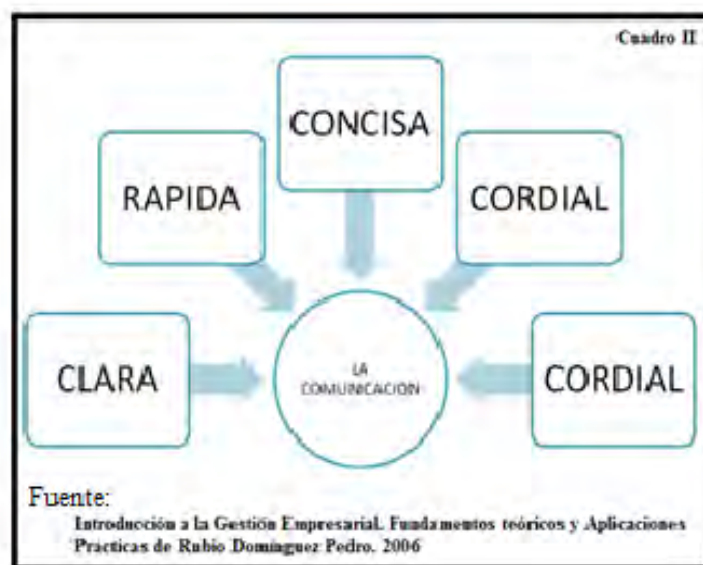 Cuadro II
CONCISA
RAPIDA
CORDIAL
CLARA
LA
COMUNICACION
CORDIAL
Fuente:
Introducción a la Gestión Empresarial. Fundamentos teóricos y Aplicaciones
Practicas de Rubio Domínguez Pedro. 2006